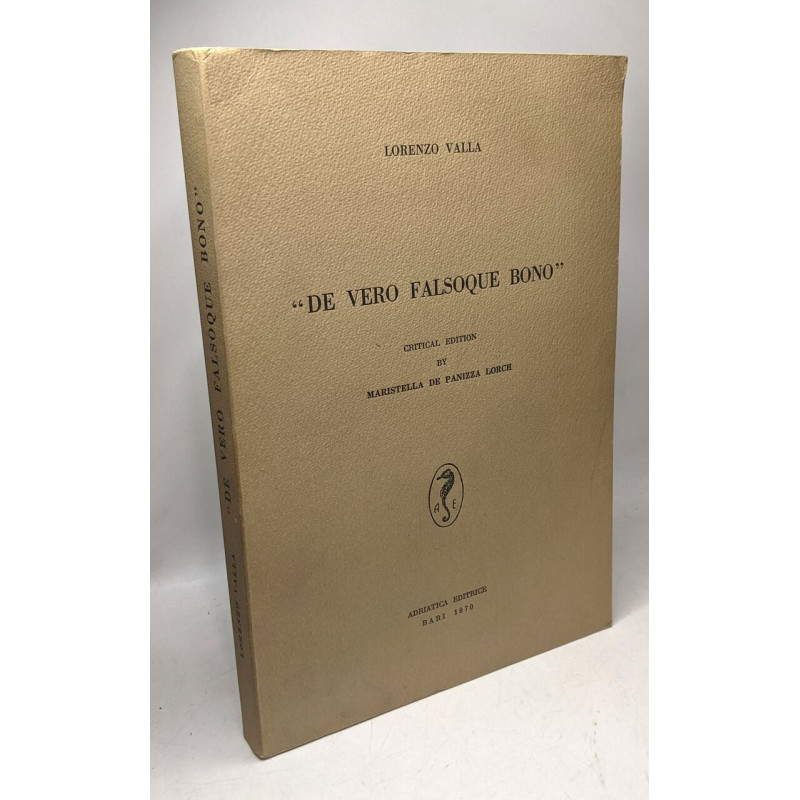 LORENZO VALLA
"DE VERO FALSOQUE BONO"
CRITICAL EDITION
BY
MARISTELLA DE PANIZZA LORCH
A E
ADRIATICA EDITRICE
BARI 1970
LORENZO VALLA "DE VERO FALSOQUE BONO"